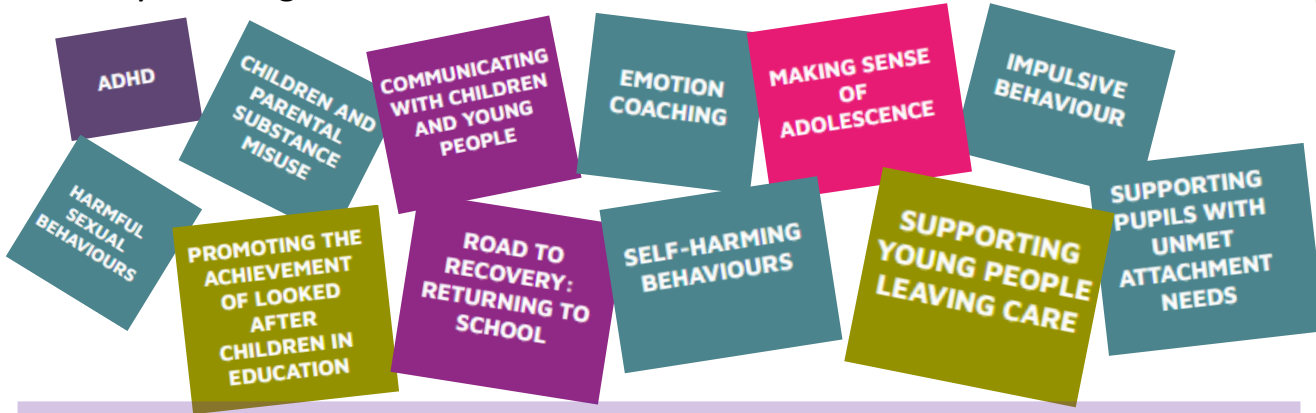 ADHD
CHILDREN AND
PARENTAL
SUBSTANCE
MISUSE
COMMUNICATING
WITH CHILDREN
AND YOUNG
PEOPLE
EMOTION
COACHING
MAKING SENSE
OF
ADOLESCENCE
IMPULSIVE
BEHAVIOUR
HARMFUL
SEXUAL
BEHAVIOURS
PROMOTING THE
ACHIEVEMENT
OF LOOKED
AFTER
CHILDREN IN
EDUCATION
ROAD TO
RECOVERY:
RETURNING TO
SCHOOL
SELF-HARMING
BEHAVIOURS
SUPPORTING
YOUNG PEOPLE
LEAVING CARE
SUPPORTING
PUPILS WITH
UNMET
ATTACHMENT
NEEDS